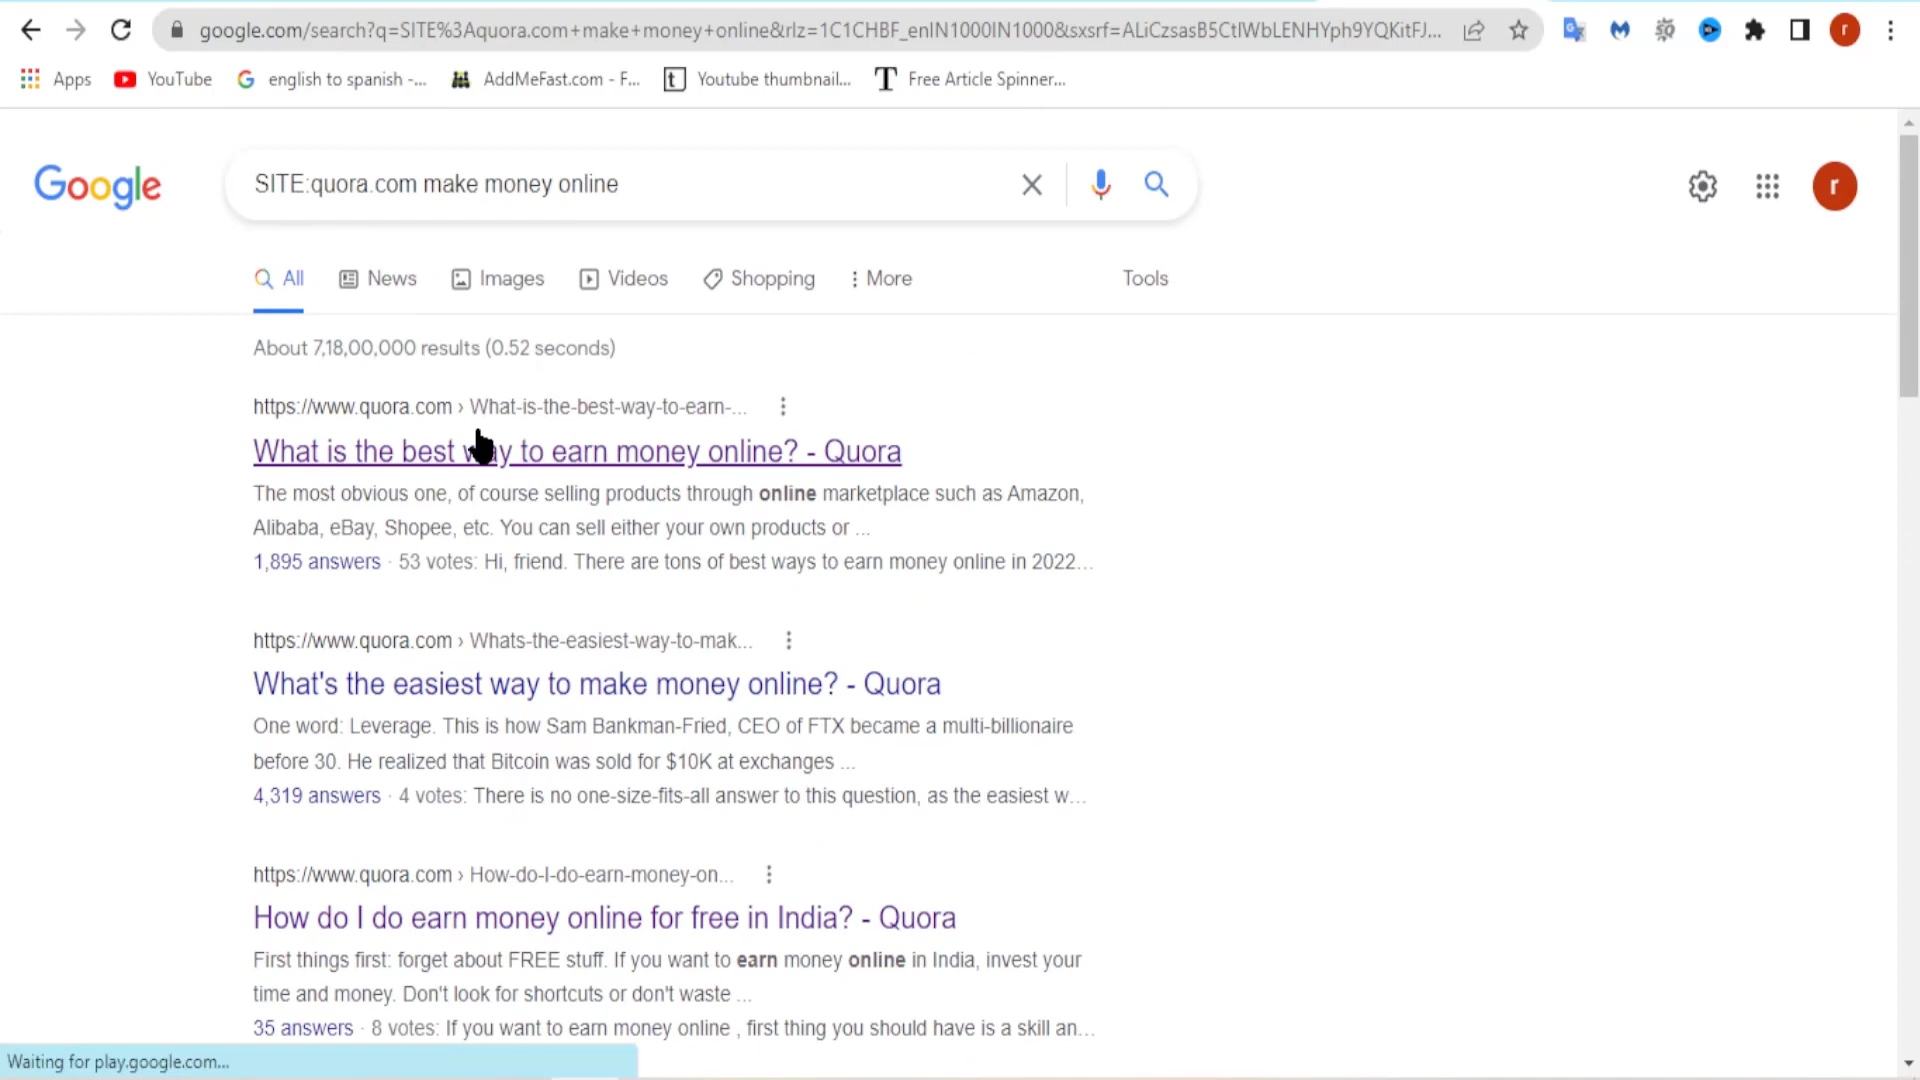 google.com/search?q=SITE%3Aquora.com+make+money+online&rlz=1C1CHBF_enIN1000IN1000&sxsrf=ALiCzsasB5CtIWbLENHYph9YQKitFJ... r
Apps YouTube english to spanish -... AddMeFast.com - F... Youtube thumbnail... Free Article Spinner...
Google SITE:quora.com make money online r
All News Images Videos Shopping More Tools
About 7,18,00,000 results (0.52 seconds)
https://www.quora.com › What-is-the-best-way-to-earn-...
What is the best way to earn money online? - Quora
The most obvious one, of course selling products through online marketplace such as Amazon,
Alibaba, eBay, Shopee, etc. You can sell either your own products or ...
1,895 answers · 53 votes: Hi, friend. There are tons of best ways to earn money online in 2022...
https://www.quora.com › Whats-the-easiest-way-to-mak...
What's the easiest way to make money online? - Quora
One word: Leverage. This is how Sam Bankman-Fried, CEO of FTX became a multi-billionaire
before 30. He realized that Bitcoin was sold for $10K at exchanges ...
4,319 answers · 4 votes: There is no one-size-fits-all answer to this question, as the easiest w...
https://www.quora.com › How-do-I-do-earn-money-on...
How do I do earn money online for free in India? - Quora
First things first: forget about FREE stuff. If you want to earn money online in India, invest your
time and money. Don't look for shortcuts or don't waste ...
35 answers · 8 votes: If you want to earn money online , first thing you should have is a skill an...
Waiting for play.google.com...